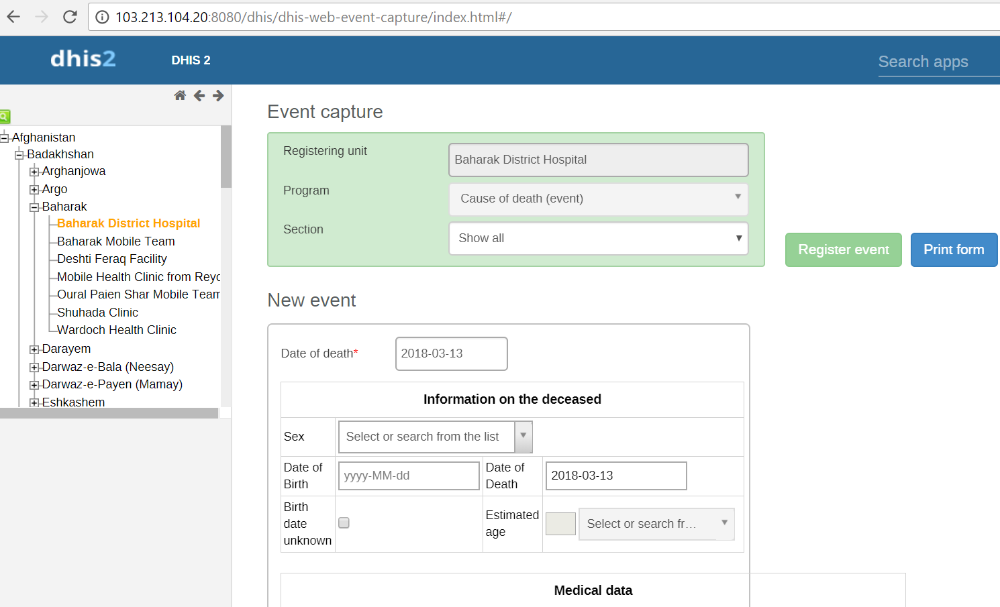 103.213.104.20:8080/dhis/dhis-web-event-capture/index.html#/
dhis2
DHIS 2
Search apps
Afghanistan
Badakhshan
Arghanjowa
Argo
Baharak
Baharak District Hospital
Baharak Mobile Team
Deshti Feraq Facility
Mobile Health Clinic from Reyc
Oural Paien Shar Mobile Team
Shuhada Clinic
Wardoch Health Clinic
Darayem
Darwaz-e-Bala (Neesay)
Darwaz-e-Payen (Mamay)
Eshkashem
Event capture
Registering unit
Baharak District Hospital
Program
Cause of death (event)
Section
Show all
Register event
Print form
New event
Date of death*
2018-03-13
Information on the deceased
Sex
Select or search from the list
Date of
Birth
yyyy-MM-dd
Date of
Death
2018-03-13
Birth
date
unknown
Estimated
age
Select or search fr...
Medical data